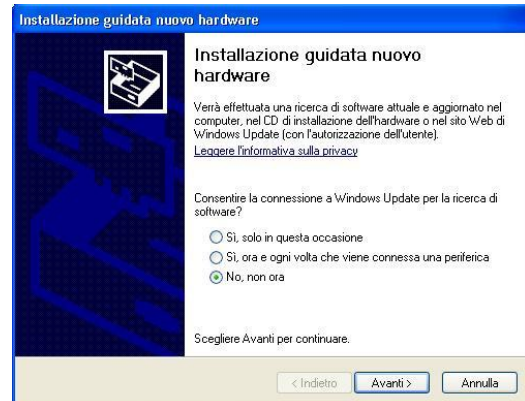 Installazione guidata nuovo hardware
Installazione guidata nuovo
hardware
Verrà effettuata una ricerca di software attuale e aggiornato nel
computer, nel CD di installazione dell'hardware o nel sito Web di
Windows Update (con l'autorizzazione dell'utente).
Leggere l'informativa sulla privacy
Consentire la connessione a Windows Update per la ricerca di
software?
Sì, solo in questa occasione
Sì, ora e ogni volta che viene connessa una periferica
No, non ora
Scegliere Avanti per continuare.
< Indietro Avanti > Annulla